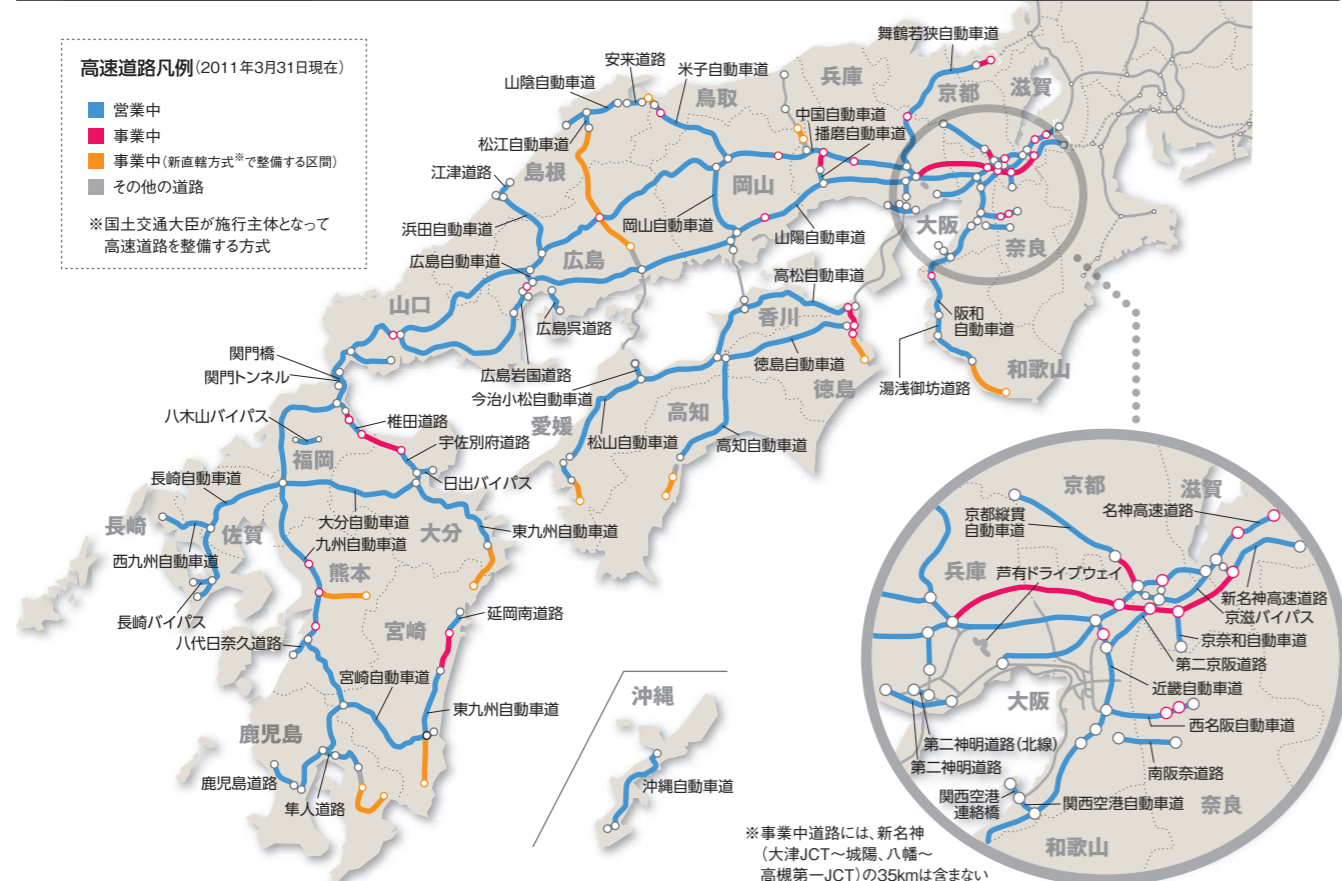 高速道路凡例(2011年3月31日現在)
営業中
事業中
事業中(新直轄方式※で整備する区間)
その他の道路
※国土交通大臣が施行主体となって
高速道路を整備する方式
舞鶴若狭自動車道
安来道路
山陰自動車道
米子自動車道
兵庫
京都
滋賀
鳥取
中国自動車道
播磨自動車道
松江自動車道
江津道路
島根
岡山
浜田自動車道
岡山自動車道
山陽自動車道
大阪
奈良
広島自動車道
広島
高松自動車道
山口
香川
阪和
自動車道
広島呉道路
関門橋
関門トンネル
広島岩国道路
徳島自動車道
徳島
湯浅御坊道路
和歌山
今治小松自動車道
八木山バイパス
椎田道路
愛媛
高知
宇佐別府道路
松山自動車道
高知自動車道
福岡
日出バイパス
長崎自動車道
長崎
佐賀
大分自動車道
大分
東九州自動車道
九州自動車道
西九州自動車道
熊本
長崎バイパス
延岡南道路
八代日奈久道路
宮崎
宮崎自動車道
東九州自動車道
鹿児島
鹿児島道路
隼人道路
沖縄
沖縄自動車道
京都
滋賀
名神高速道路
京都縦貫
自動車道
兵庫
芦有ドライブウェイ
新名神高速道路
京滋バイパス
京奈和自動車道
第二京阪道路
近畿自動車道
大阪
西名阪自動車道
第二神明道路(北線)
第二神明道路
南阪奈道路
関西空港
連絡橋
関西空港自動車道
奈良
和歌山
※事業中道路には、新名神
(大津JCT～城陽、八幡～
高槻第一JCT)の35kmは含まない